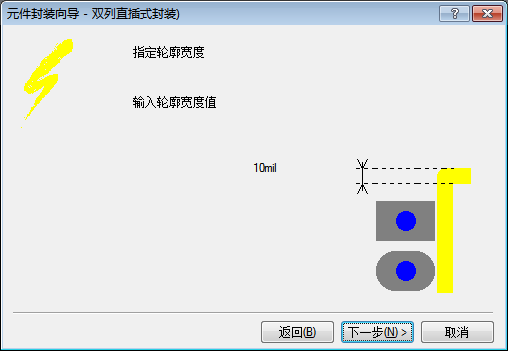 元件封装向导 - 双列直插式封装)
指定轮廓宽度
输入轮廓宽度值
10mil
返回(B)
下一步(N) >
取消